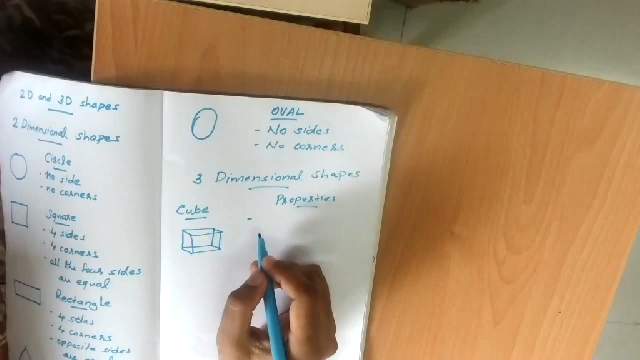 2D and 3D shapes
2 Dimensional shapes
Circle
- no side
- no corners
Square
- 4 sides
- 4 corners
- all the four sides
are equal
Rectangle
- 4 sides
- 4 corners
- opposite sides
are
OVAL
- No sides
- No corners
3 Dimensional shapes
Properties
Cube
-